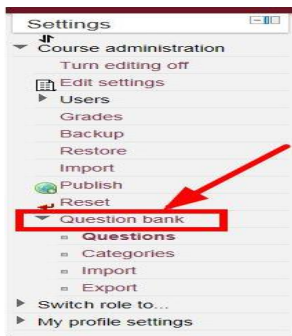 Settings
Course administration
Turn editing off
Edit settings
Users
Grades
Backup
Restore
Import
Publish
Reset
Question bank
Questions
Categories
Import
Export
Switch role to...
My profile settings